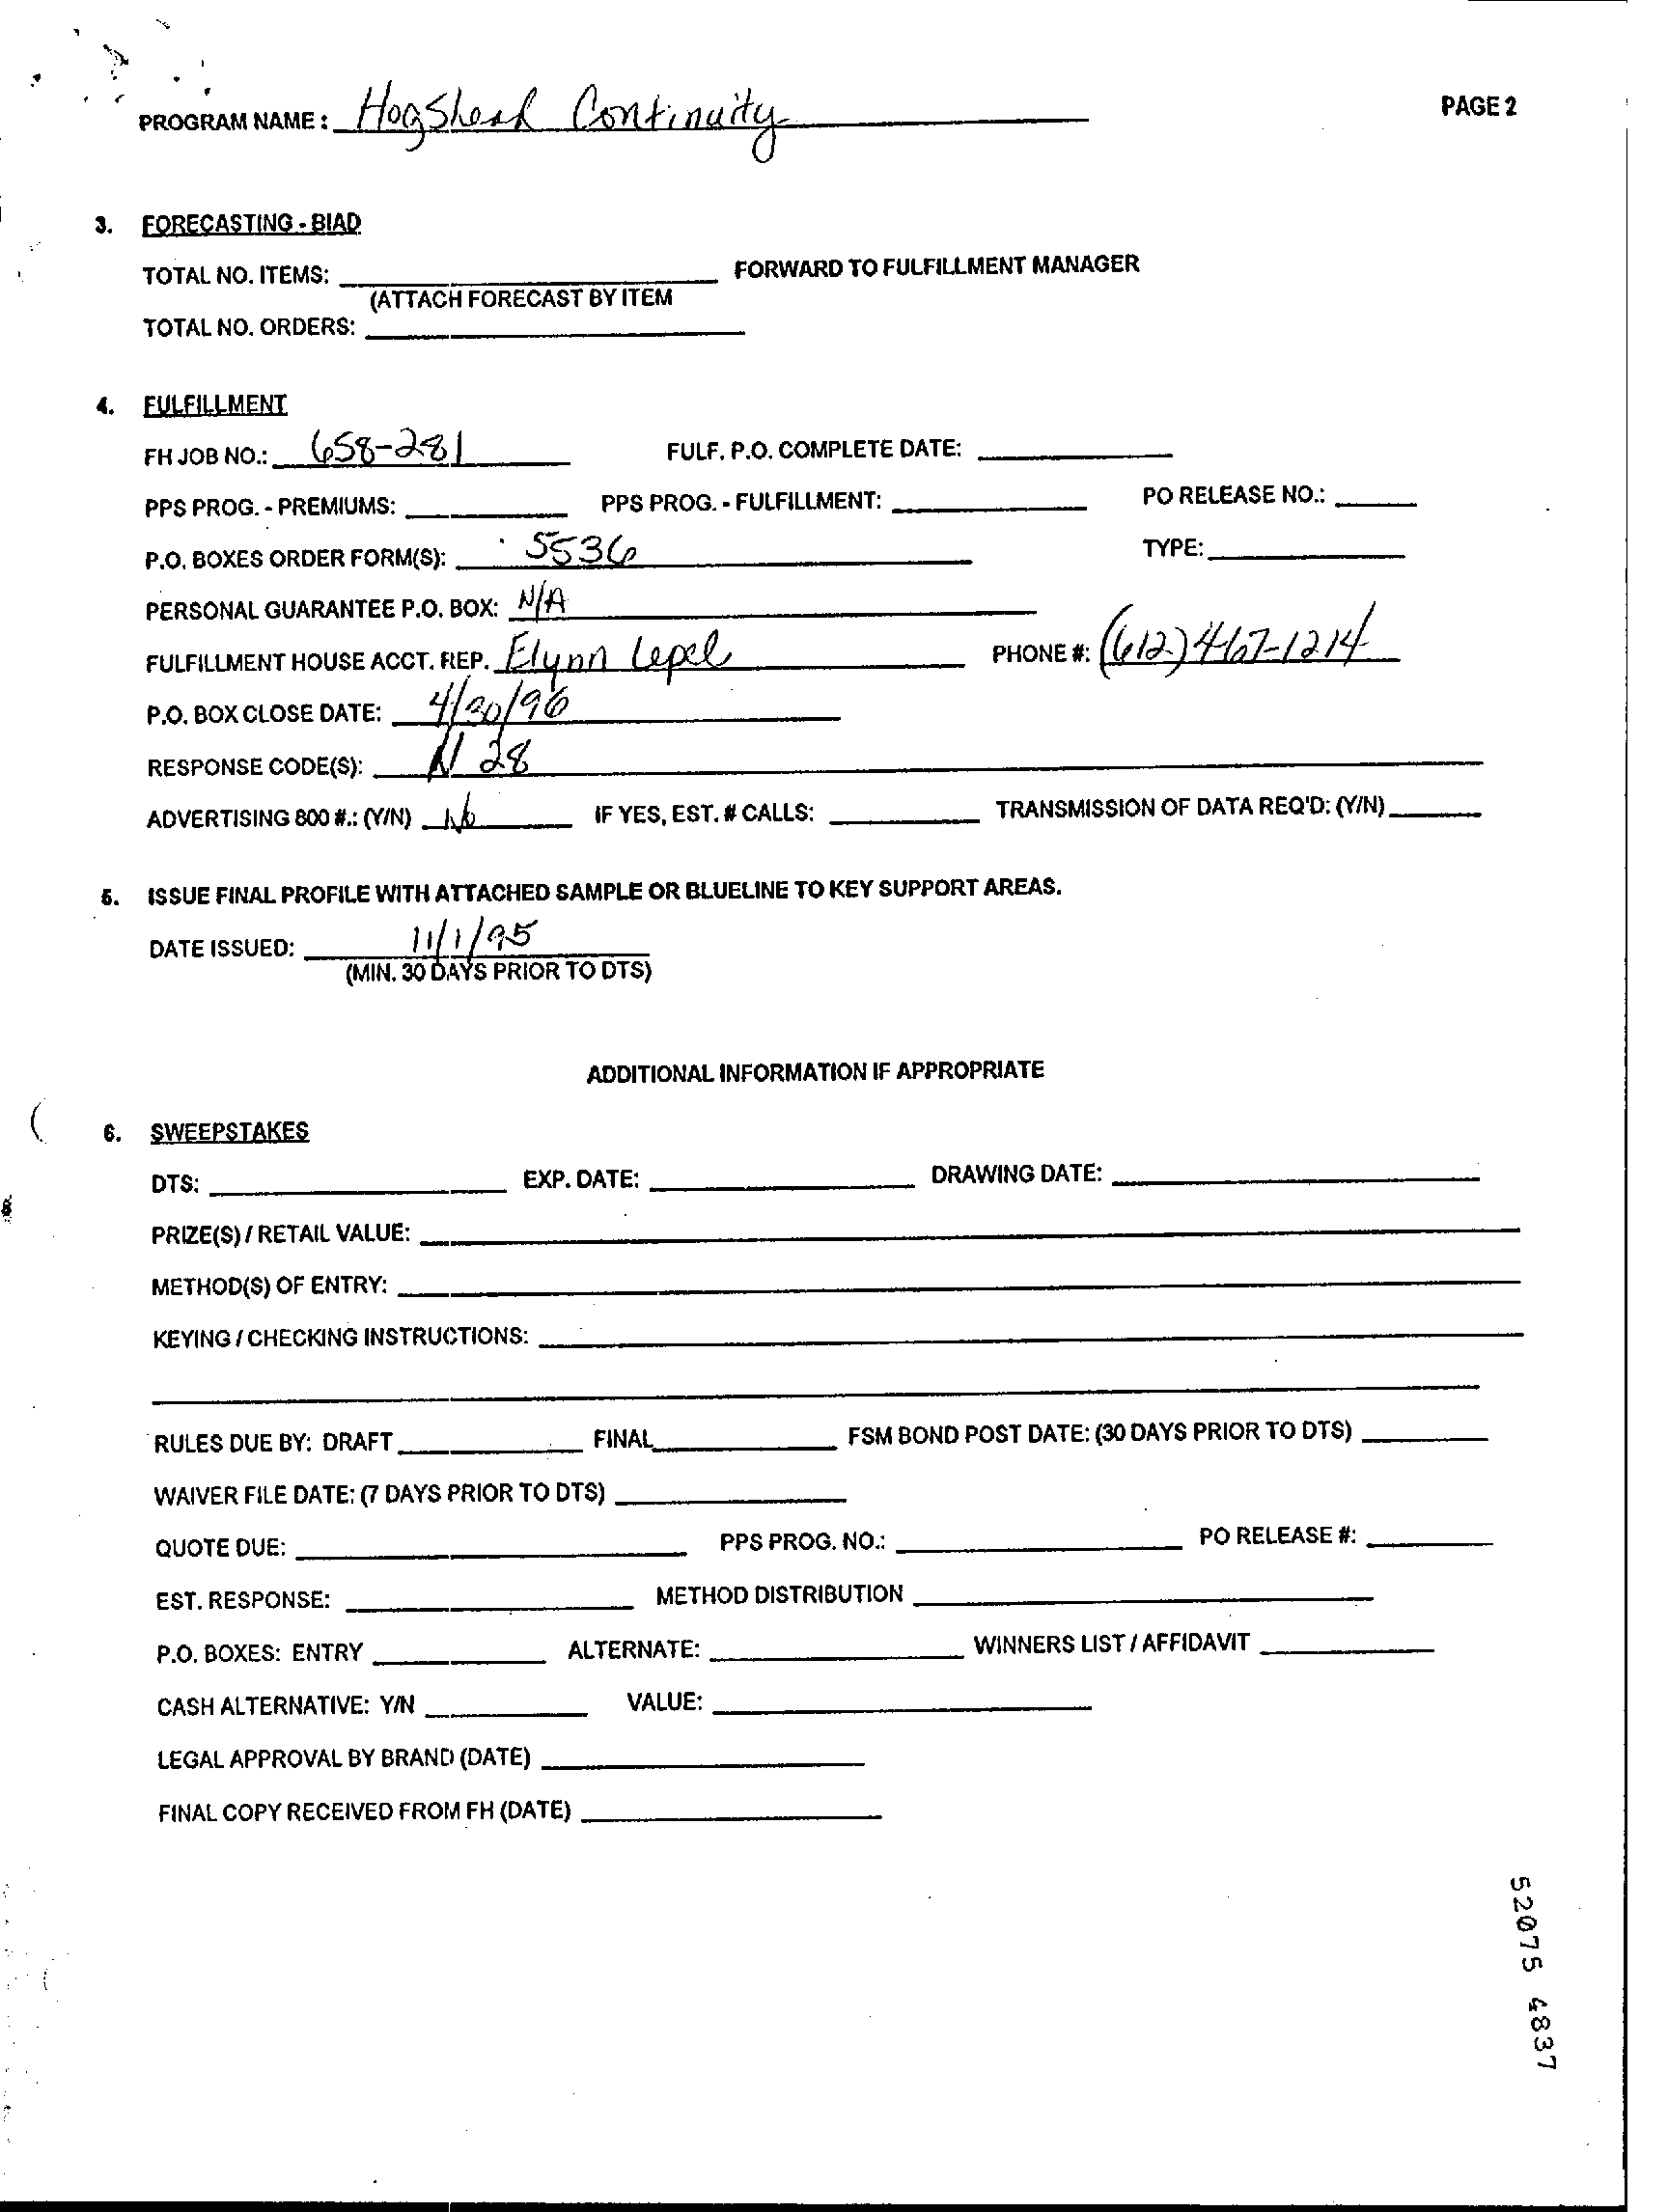 PROGRAM NAME: Hogshead Continuity PAGE 2
3. FORECASTING - BIAD
TOTAL NO. ITEMS: FORWARD TO FULFILLMENT MANAGER
(ATTACH FORECAST BY ITEM
TOTAL NO. ORDERS:
4. FULFILLMENT
FH JOB NO.: 658-281 FULF. P.O. COMPLETE DATE:
PPS PROG. - PREMIUMS: PPS PROG. - FULFILLMENT: PO RELEASE NO.:
P.O. BOXES ORDER FORM(S): 5536 TYPE:
PERSONAL GUARANTEE P.O. BOX: N/A
FULFILLMENT HOUSE ACCT. REP. Elynn Lepel PHONE #: (612) 467-1214
P.O. BOX CLOSE DATE: 4/30/96
RESPONSE CODE(S): N 28
ADVERTISING 800 #.: (Y/N) No IF YES, EST. # CALLS: TRANSMISSION OF DATA REQ'D: (Y/N)
5. ISSUE FINAL PROFILE WITH ATTACHED SAMPLE OR BLUELINE TO KEY SUPPORT AREAS.
DATE ISSUED: 11/1/95
(MIN. 30 DAYS PRIOR TO DTS)
ADDITIONAL INFORMATION IF APPROPRIATE
6. SWEEPSTAKES
DTS: EXP. DATE: DRAWING DATE:
PRIZE(S) / RETAIL VALUE:
METHOD(S) OF ENTRY:
KEYING / CHECKING INSTRUCTIONS:
RULES DUE BY: DRAFT FINAL FSM BOND POST DATE: (30 DAYS PRIOR TO DTS)
WAIVER FILE DATE: (7 DAYS PRIOR TO DTS)
QUOTE DUE: PPS PROG. NO.: PO RELEASE #:
EST. RESPONSE: METHOD DISTRIBUTION
P.O. BOXES: ENTRY ALTERNATE: WINNERS LIST / AFFIDAVIT
CASH ALTERNATIVE: Y/N VALUE:
LEGAL APPROVAL BY BRAND (DATE)
FINAL COPY RECEIVED FROM FH (DATE)
52075 4837